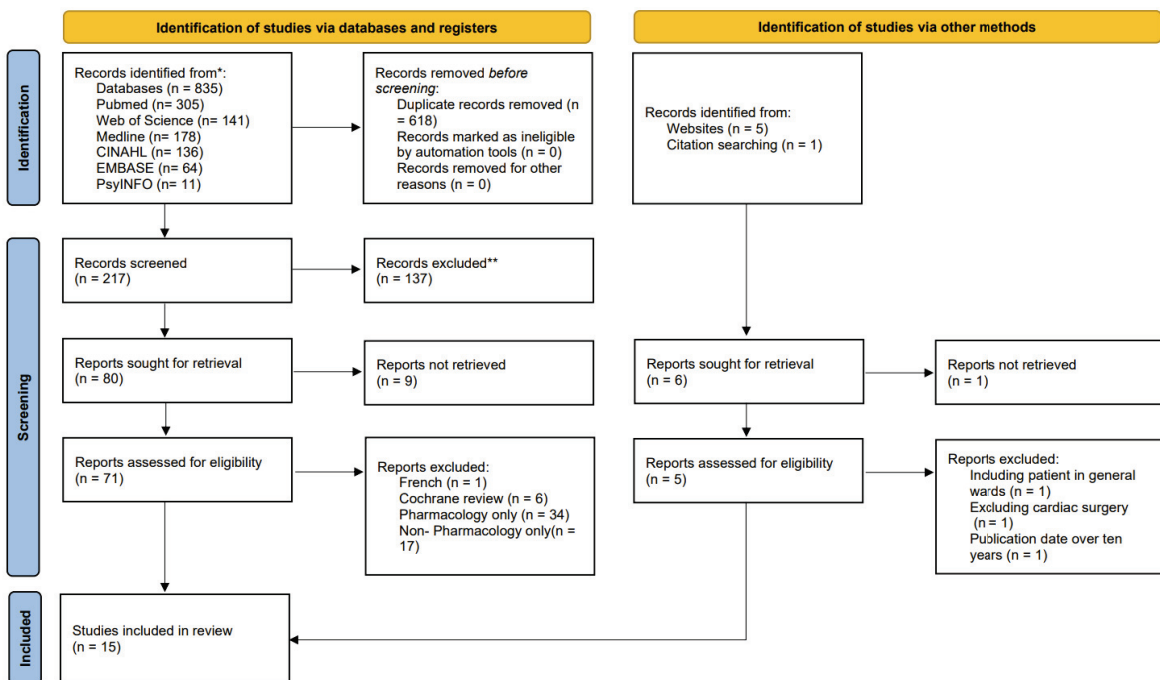 Identification of studies via databases and registers
Identification of studies via other methods
Identification
Records identified from*:
Databases (n = 835)
Pubmed= 305)
Web of Science (n= 141)
Medline (n = 178)
CINAHL (n= 136)
EMBASE (n= 64)
PsyINFO (n= 11)
Records removed before
screening:
Duplicate records removed (n
= 618)
Records marked as ineligible
by automation tools (n = 0)
Records removed for other
reasons (n = 0)
Records identified from:
Websites (n = 5)
Citation searching (n = 1)
Screening
Records screened
(n = 217)
Records excluded**
(n = 137)
Reports sought for retrieval
(n = 80)
Reports not retrieved
(n = 9)
Reports sought for retrieval
(n = 6)
Reports not retrieved
(n = 1)
Reports assessed for eligibility
(n = 71)
Reports excluded:
French (n = 1)
Cochrane review (n = 6)
Pharmacology only (n = 34)
Non- Pharmacology only(n =
17)
Reports assessed for eligibility
(n = 5)
Reports excluded:
Including patient in general
wards (n = 1)
Excluding cardiac surgery
(n = 1)
Publication date over ten
years (n = 1)
Included
Studies included in review
(n = 15)